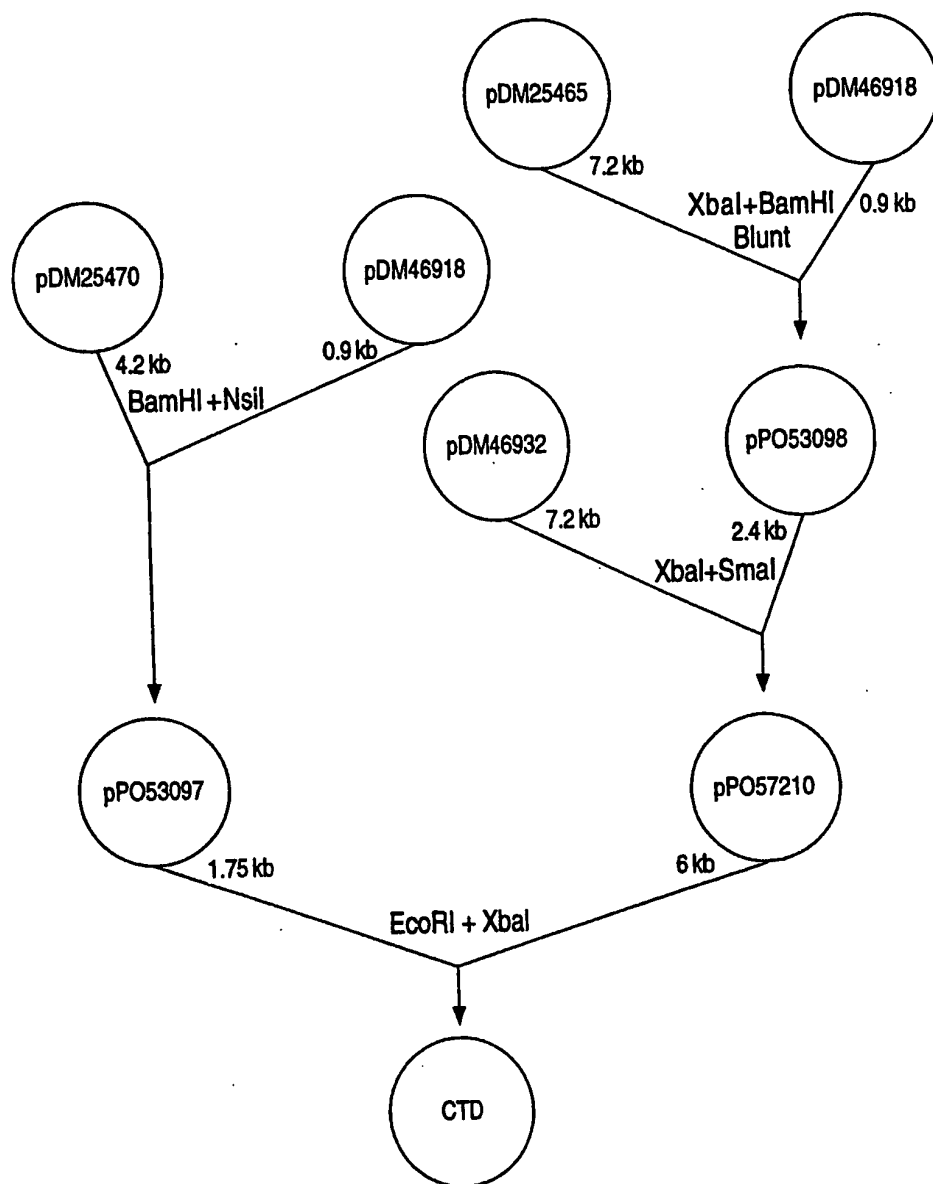 pDM25465
pDM46918
7.2 kb
XbaI+BamHI
0.9 kb
Blunt
pDM25470
pDM46918
4.2 kb
0.9 kb
BamHI +NsiI
pDM46932
pPO53098
7.2 kb
2.4 kb
XbaI+SmaI
pPO53097
pPO57210
1.75 kb
6 kb
EcoRI + XbaI
CTD